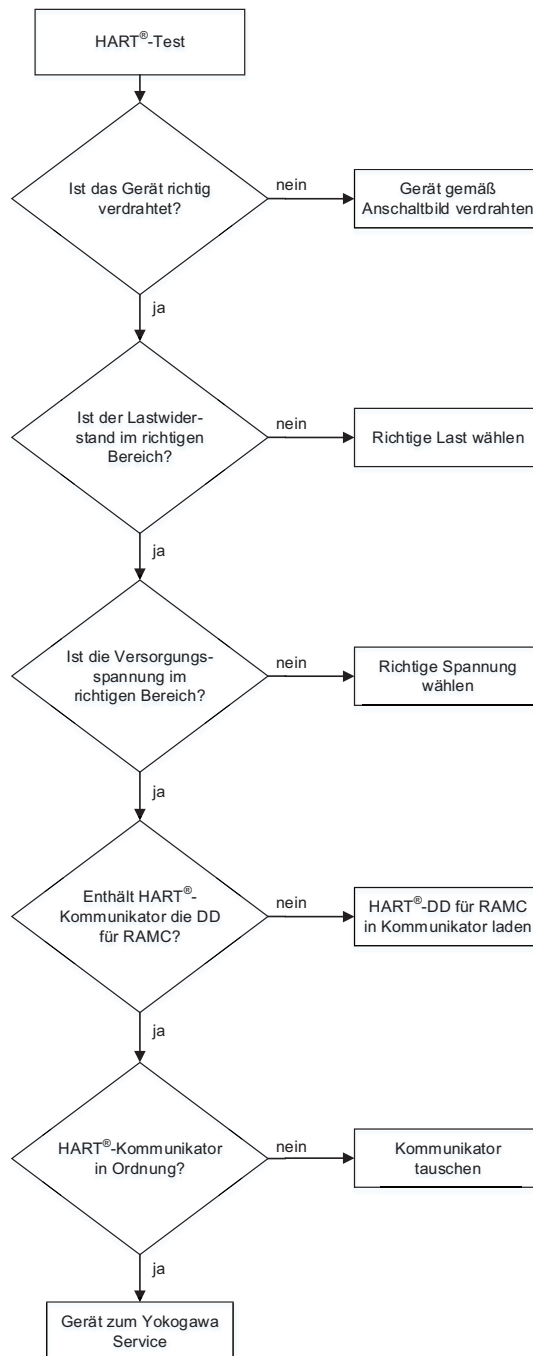 HART®-Test
Ist das Gerät richtig
verdrahtet?
nein
Gerät gemäß
Anschaltbild verdrahten
ja
Ist der Lastwider-
stand im richtigen
Bereich?
nein
Richtige Last wählen
ja
Ist die Versorgungs-
spannung im
richtigen Bereich?
nein
Richtige Spannung
wählen
ja
Enthält HART®-
Kommunikator die DD
für RAMC?
nein
HART®-DD für RAMC
in Kommunikator laden
ja
HART®-Kommunikator
in Ordnung?
nein
Kommunikator
tauschen
ja
Gerät zum Yokogawa
Service